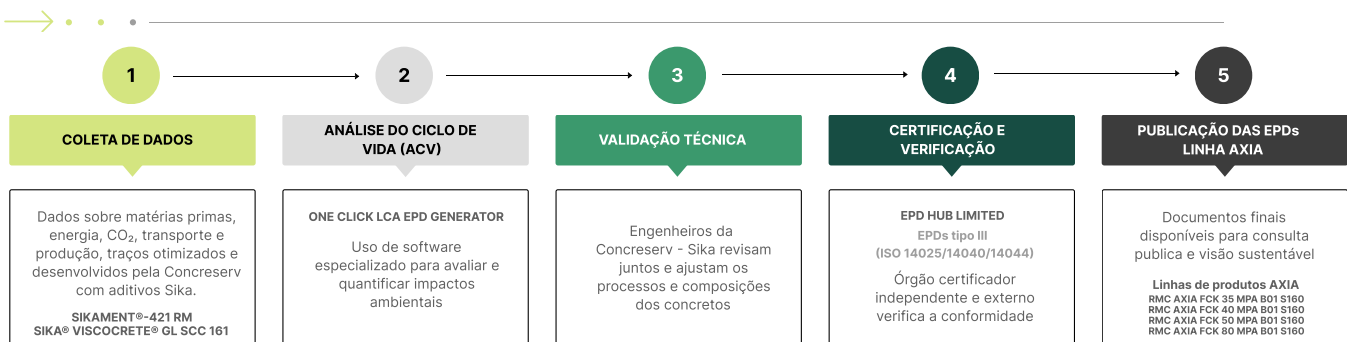 1
2
3
4
5
COLETA DE DADOS
ANÁLISE DO CICLO DE
VIDA (ACV)
VALIDAÇÃO TÉCNICA
CERTIFICAÇÃO E
VERIFICAÇÃO
PUBLICAÇÃO DAS EPDs
LINHA AXIA
Dados sobre matérias primas,
energia, CO₂, transporte e
produção, traços otimizados e
desenvolvidos pela Concreserv
com aditivos Sika.
SIKAMENT®-421 RM
SIKA® VISCOCRETE® GL SCC 161
ONE CLICK LCA EPD GENERATOR
Uso de software
especializado para avaliar e
quantificar impactos
ambientais
Engenheiros da
Concreserv - Sika revisam
juntos e ajustam os
processos e composições
dos concretos
EPD HUB LIMITED
EPDs tipo III
(ISO 14025/14040/14044)
Órgão certificador
independente e externo
verifica a conformidade
Documentos finais
disponíveis para consulta
publica e visão sustentável
Linhas de produtos AXIA
RMC AXIA FCK 35 MPA B01 S160
RMC AXIA FCK 40 MPA B01 S160
RMC AXIA FCK 50 MPA B01 S160
RMC AXIA FCK 80 MPA B01 S160